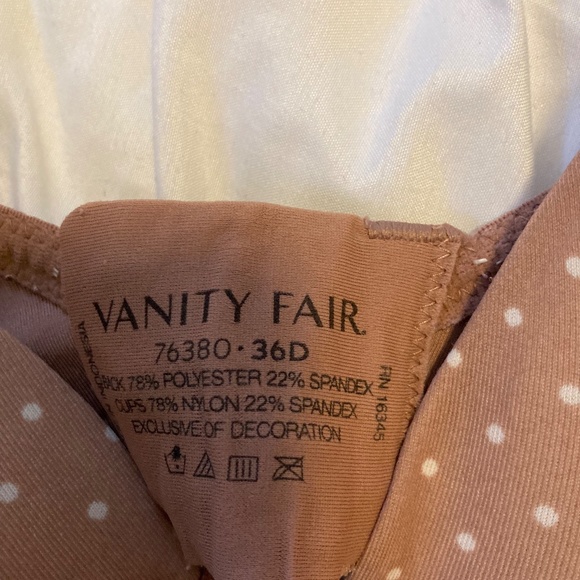 VANITY FAIR.
76380 · 36D
BACK 78% POLYESTER 22% SPANDEX
CUPS 78% NYLON 22% SPANDEX
EXCLUSIVE OF DECORATION
RN 16345